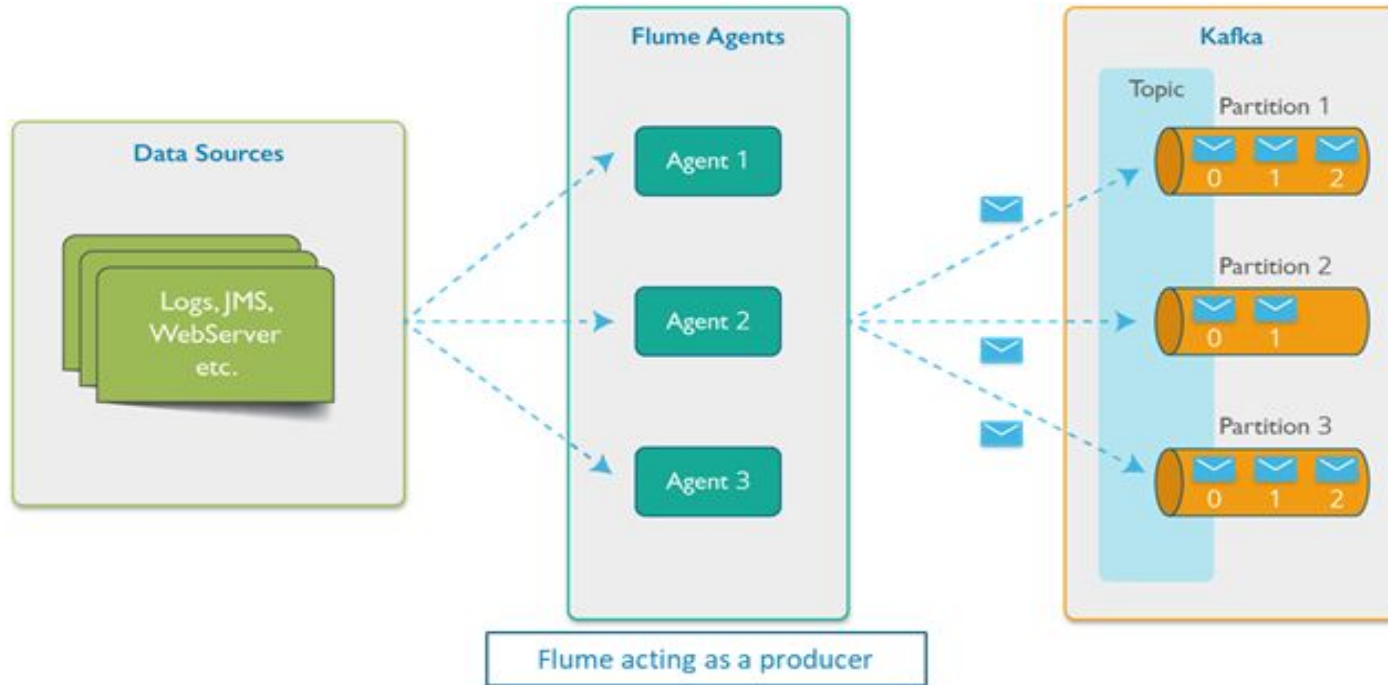 Data Sources
Logs, JMS,
WebServer
etc.
Flume Agents
Agent 1
Agent 2
Agent 3
Kafka
Topic
Partition 1
0 1 2
Partition 2
0 1
Partition 3
0 1 2
Flume acting as a producer